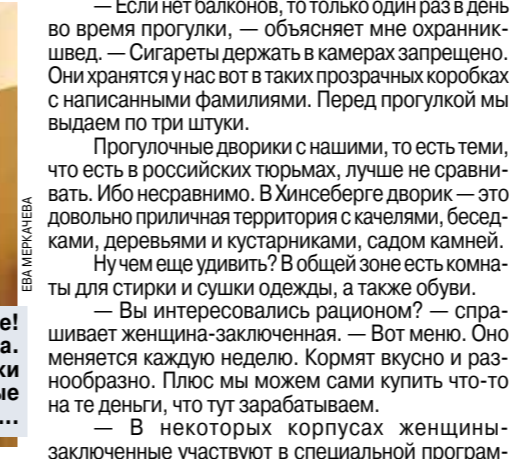 — Если нет балконов, то только один раз в день
во время прогулки, — объясняет мне охранник-
швед. — Сигареты держать в камерах запрещено.
Они хранятся у нас вот в таких прозрачных коробках
с написанными фамилиями. Перед прогулкой мы
выдаем по три штуки.
Прогулочные дворики с нашими, то есть теми,
что есть в российских тюрьмах, лучше не сравни-
вать. Ибо несравнимо. В Хинсеберге дворик — это
довольно приличная территория с качелями, бесед-
ками, деревьями и кустарниками, садом камней.
Ну чем еще удивить? В общей зоне есть комна-
ты для стирки и сушки одежды, а также обуви.
— Вы интересовались рационом? — спра-
шивает женщина-заключенная. — Вот меню. Оно
меняется каждую неделю. Кормят вкусно и раз-
нообразно. Плюс мы можем сами купить что-то
на те деньги, что тут зарабатываем.
— В некоторых корпусах женщины-
заключенные участвуют в специальной програм-
ЕВА МЕРКАЧЕВА
е!
а.
ки
ые
...